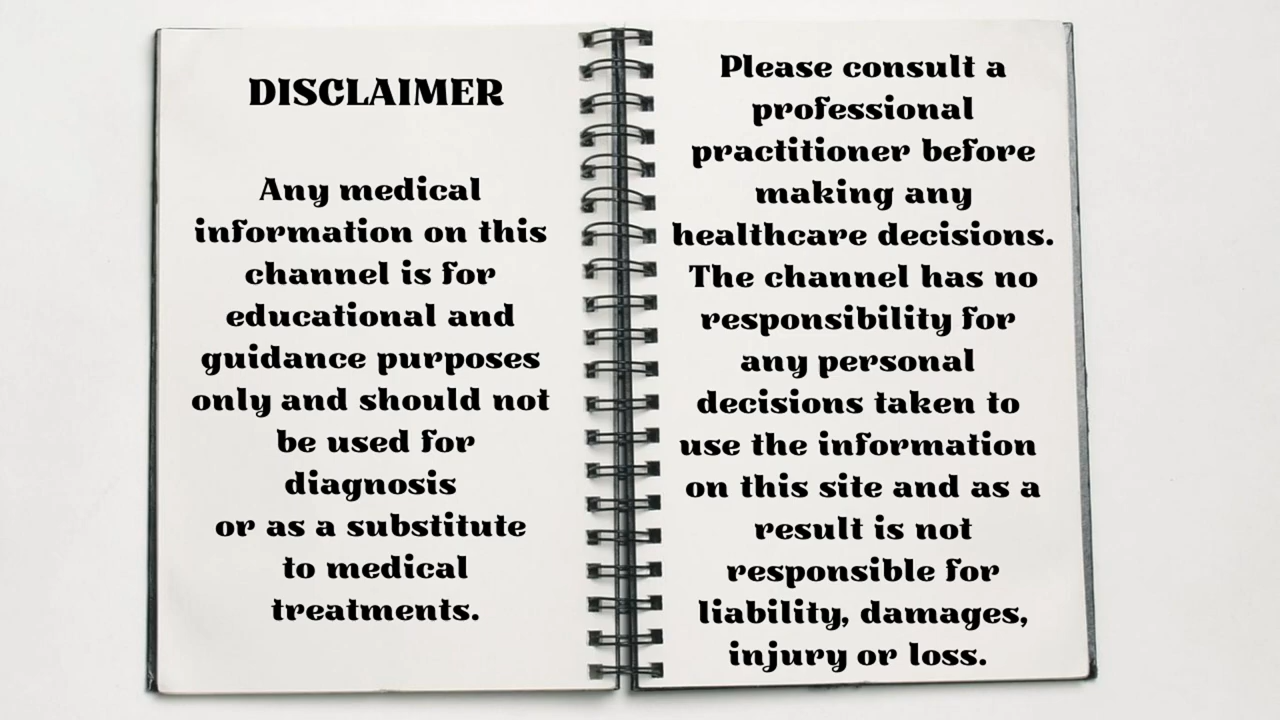 DISCLAIMER
Any medical
information on this
channel is for
educational and
guidance purposes
only and should not
be used for
diagnosis
or as a substitute
to medical
treatments.
Please consult a
professional
practitioner before
making any
healthcare decisions.
The channel has no
responsibility for
any personal
decisions taken to
use the information
on this site and as a
result is not
responsible for
liability, damages,
injury or loss.